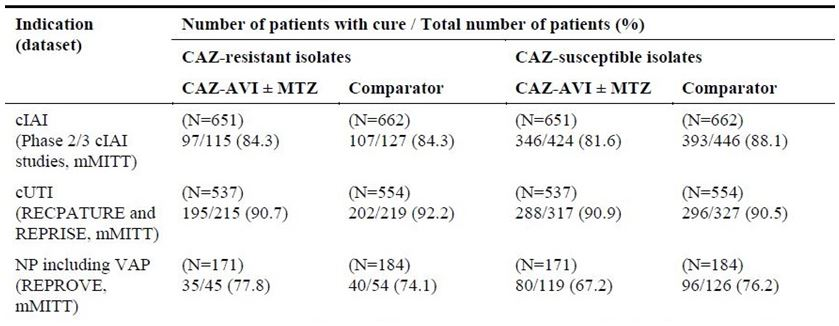 Indication (dataset) Number of patients with cure / Total number of patients (%)
CAZ-resistant isolates CAZ-susceptible isolates
CAZ-AVI ± MTZ Comparator CAZ-AVI ± MTZ Comparator
cIAI (N=651) (N=662) (N=651) (N=662)
(Phase 2/3 cIAI 97/115 (84.3) 107/127 (84.3) 346/424 (81.6) 393/446 (88.1)
studies, mMITT)
cUTI (N=537) (N=554) (N=537) (N=554)
(RECPATURE and 195/215 (90.7) 202/219 (92.2) 288/317 (90.9) 296/327 (90.5)
REPRISE, mMITT)
NP including VAP (N=171) (N=184) (N=171) (N=184)
(REPROVE, 35/45 (77.8) 40/54 (74.1) 80/119 (67.2) 96/126 (76.2)
mMITT)